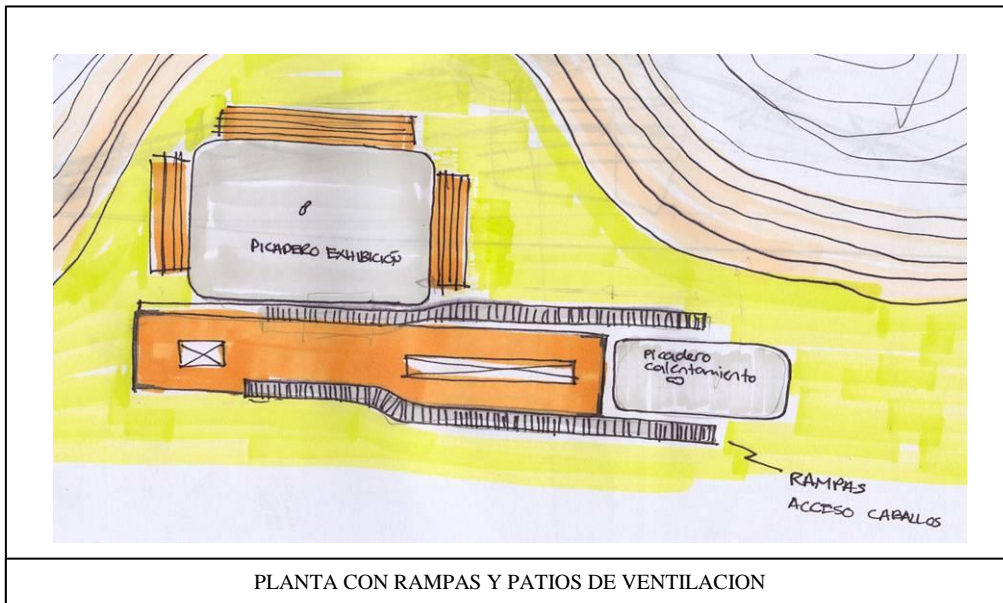 PICADERO EXHIBICIÓN
Picadero
calentamiento
RAMPAS
ACCESO CABALLOS
PLANTA CON RAMPAS Y PATIOS DE VENTILACION